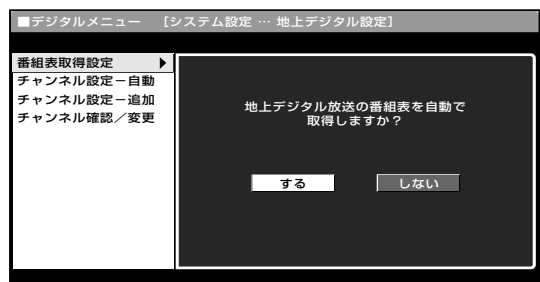 ■デジタルメニュー　[システム設定 … 地上デジタル設定]
番組表取得設定 ▶
チャンネル設定－自動
チャンネル設定－追加
チャンネル確認／変更
地上デジタル放送の番組表を自動で
取得しますか？
する
しない